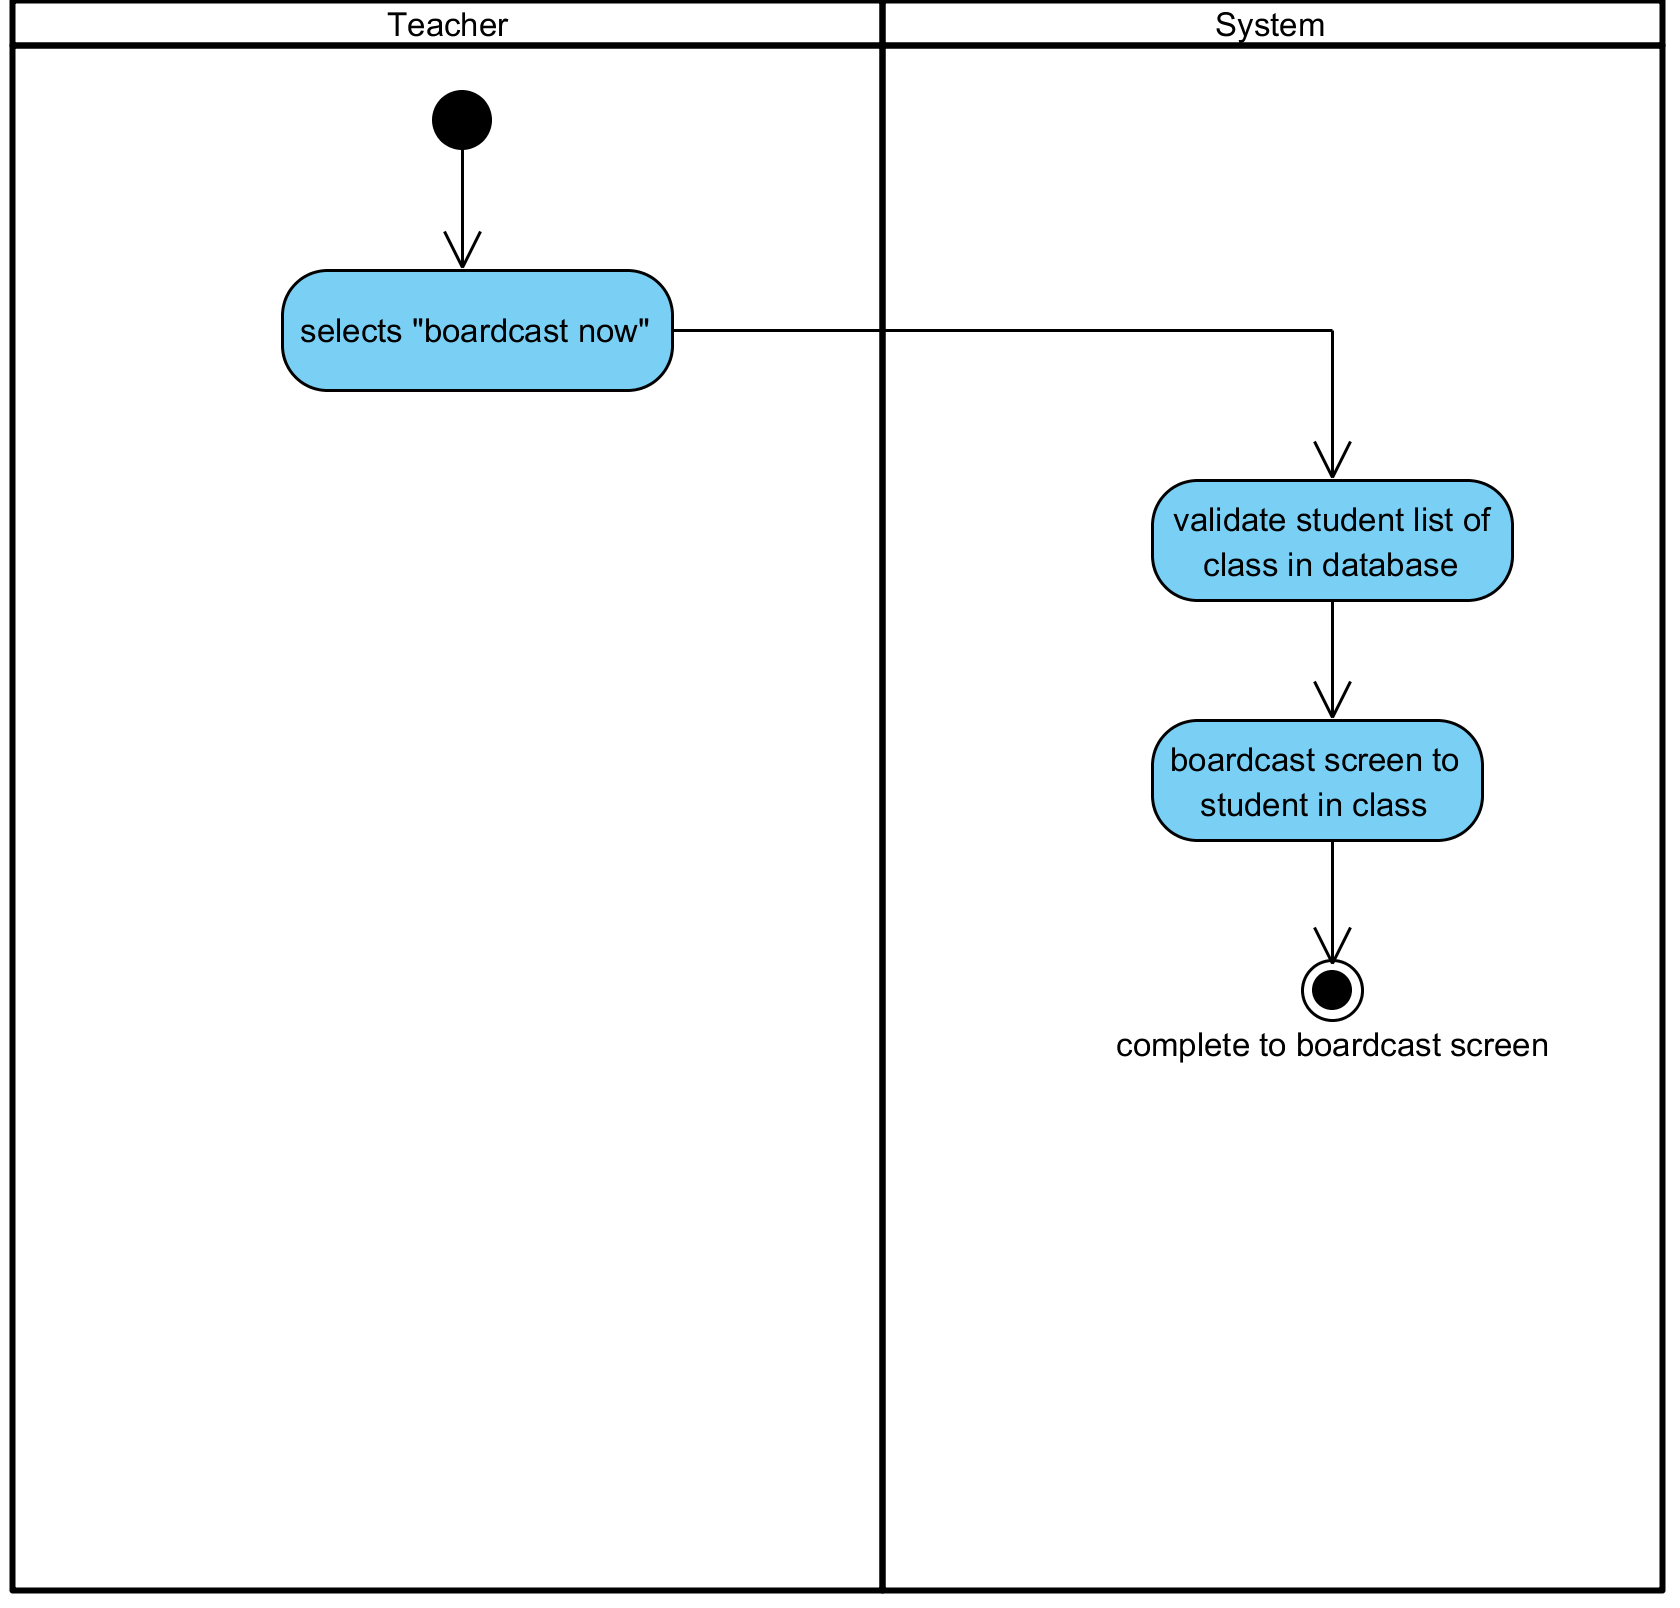 Teacher
System
selects "boardcast now"
validate student list of
class in database
boardcast screen to
student in class
complete to boardcast screen